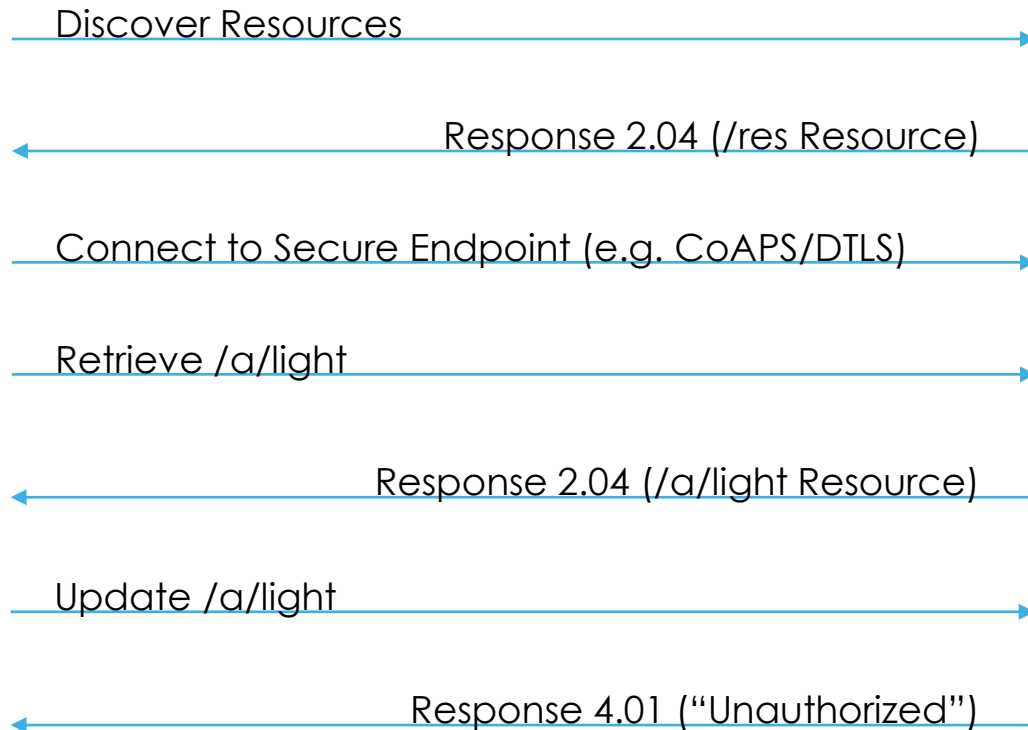 Discover Resources
Response 2.04 (/res Resource)
Connect to Secure Endpoint (e.g. CoAPS/DTLS)
Retrieve /a/light
Response 2.04 (/a/light Resource)
Update /a/light
Response 4.01 (“Unauthorized”)